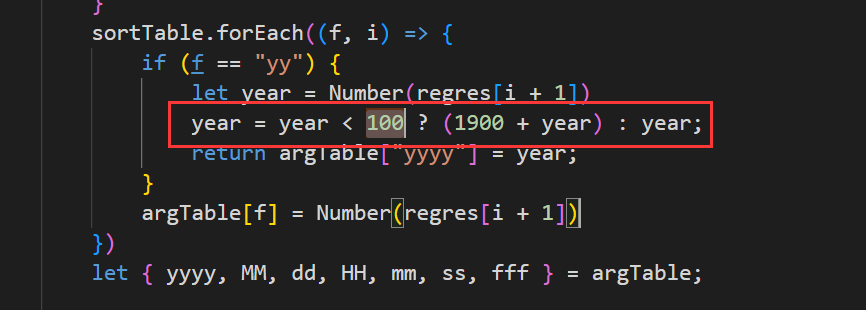 }
sortTable.forEach((f, i) => {
if (f == "yy") {
let year = Number(regres[i + 1])
year = year < 100 ? (1900 + year) : year;
return argTable["yyyy"] = year;
}
argTable[f] = Number(regres[i + 1])
})
let { yyyy, MM, dd, HH, mm, ss, fff } = argTable;